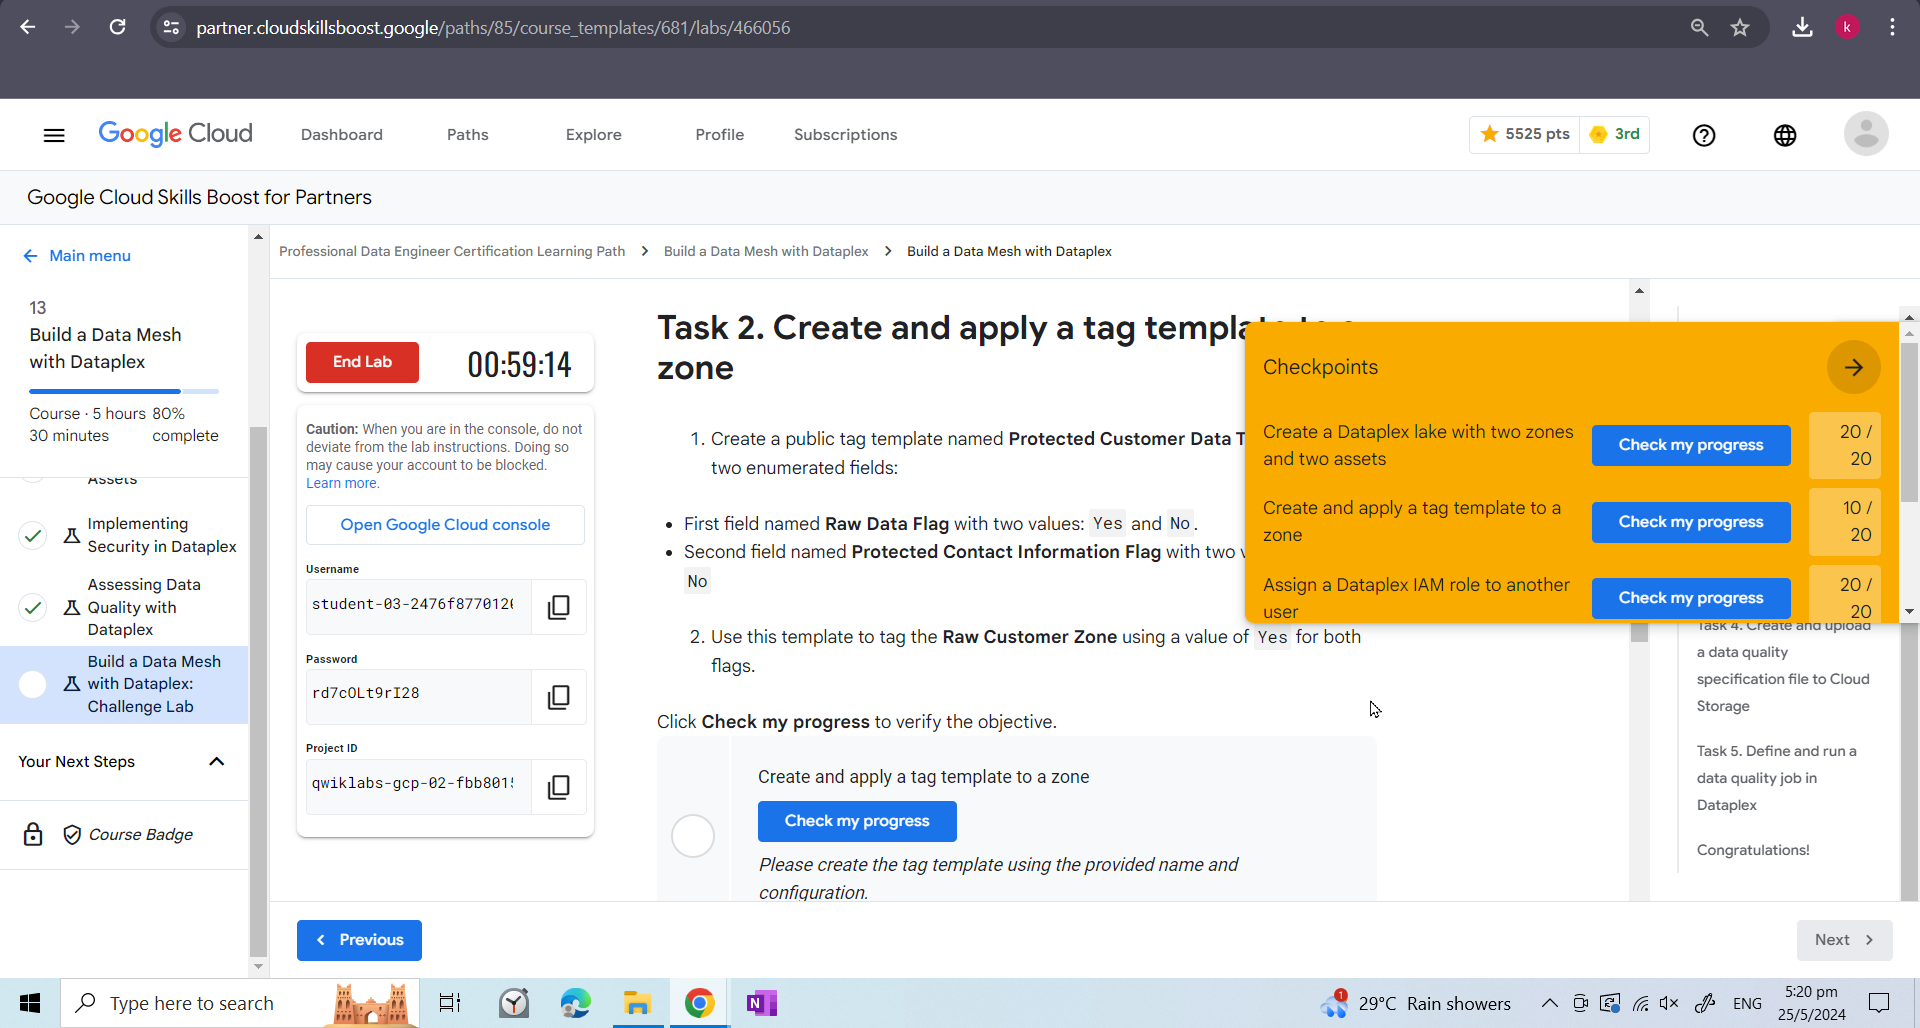 partner.cloudskillsboost.google/paths/85/course_templates/681/labs/466056
k
Google Cloud
Dashboard
Paths
Explore
Profile
Subscriptions
5525 pts
3rd
Google Cloud Skills Boost for Partners
Main menu
13
Build a Data Mesh
with Dataplex
Course · 5 hours 80%
30 minutes complete
Assets
Implementing
Security in Dataplex
Assessing Data
Quality with
Dataplex
Build a Data Mesh
with Dataplex:
Challenge Lab
Your Next Steps
Course Badge
Professional Data Engineer Certification Learning Path > Build a Data Mesh with Dataplex > Build a Data Mesh with Dataplex
End Lab
00:59:14
Caution: When you are in the console, do not
deviate from the lab instructions. Doing so
may cause your account to be blocked.
Learn more.
Open Google Cloud console
Username
student-03-2476f8770126
Password
rd7cOLt9rI28
Project ID
qwiklabs-gcp-02-fbb8015
Task 2. Create and apply a tag template to a
zone
1. Create a public tag template named Protected Customer Data T
two enumerated fields:
• First field named Raw Data Flag with two values: Yes and No.
• Second field named Protected Contact Information Flag with two v
No
2. Use this template to tag the Raw Customer Zone using a value of Yes for both
flags.
Click Check my progress to verify the objective.
Create and apply a tag template to a zone
Check my progress
Please create the tag template using the provided name and
configuration.
Checkpoints
Create a Dataplex lake with two zones
and two assets
Check my progress
20 /
20
Create and apply a tag template to a
zone
Check my progress
10 /
20
Assign a Dataplex IAM role to another
user
Check my progress
20 /
20
Task 4. Create and upload
a data quality
specification file to Cloud
Storage
Task 5. Define and run a
data quality job in
Dataplex
Congratulations!
Previous
Next
Type here to search
N
1
29°C Rain showers
ENG
5:20 pm
25/5/2024